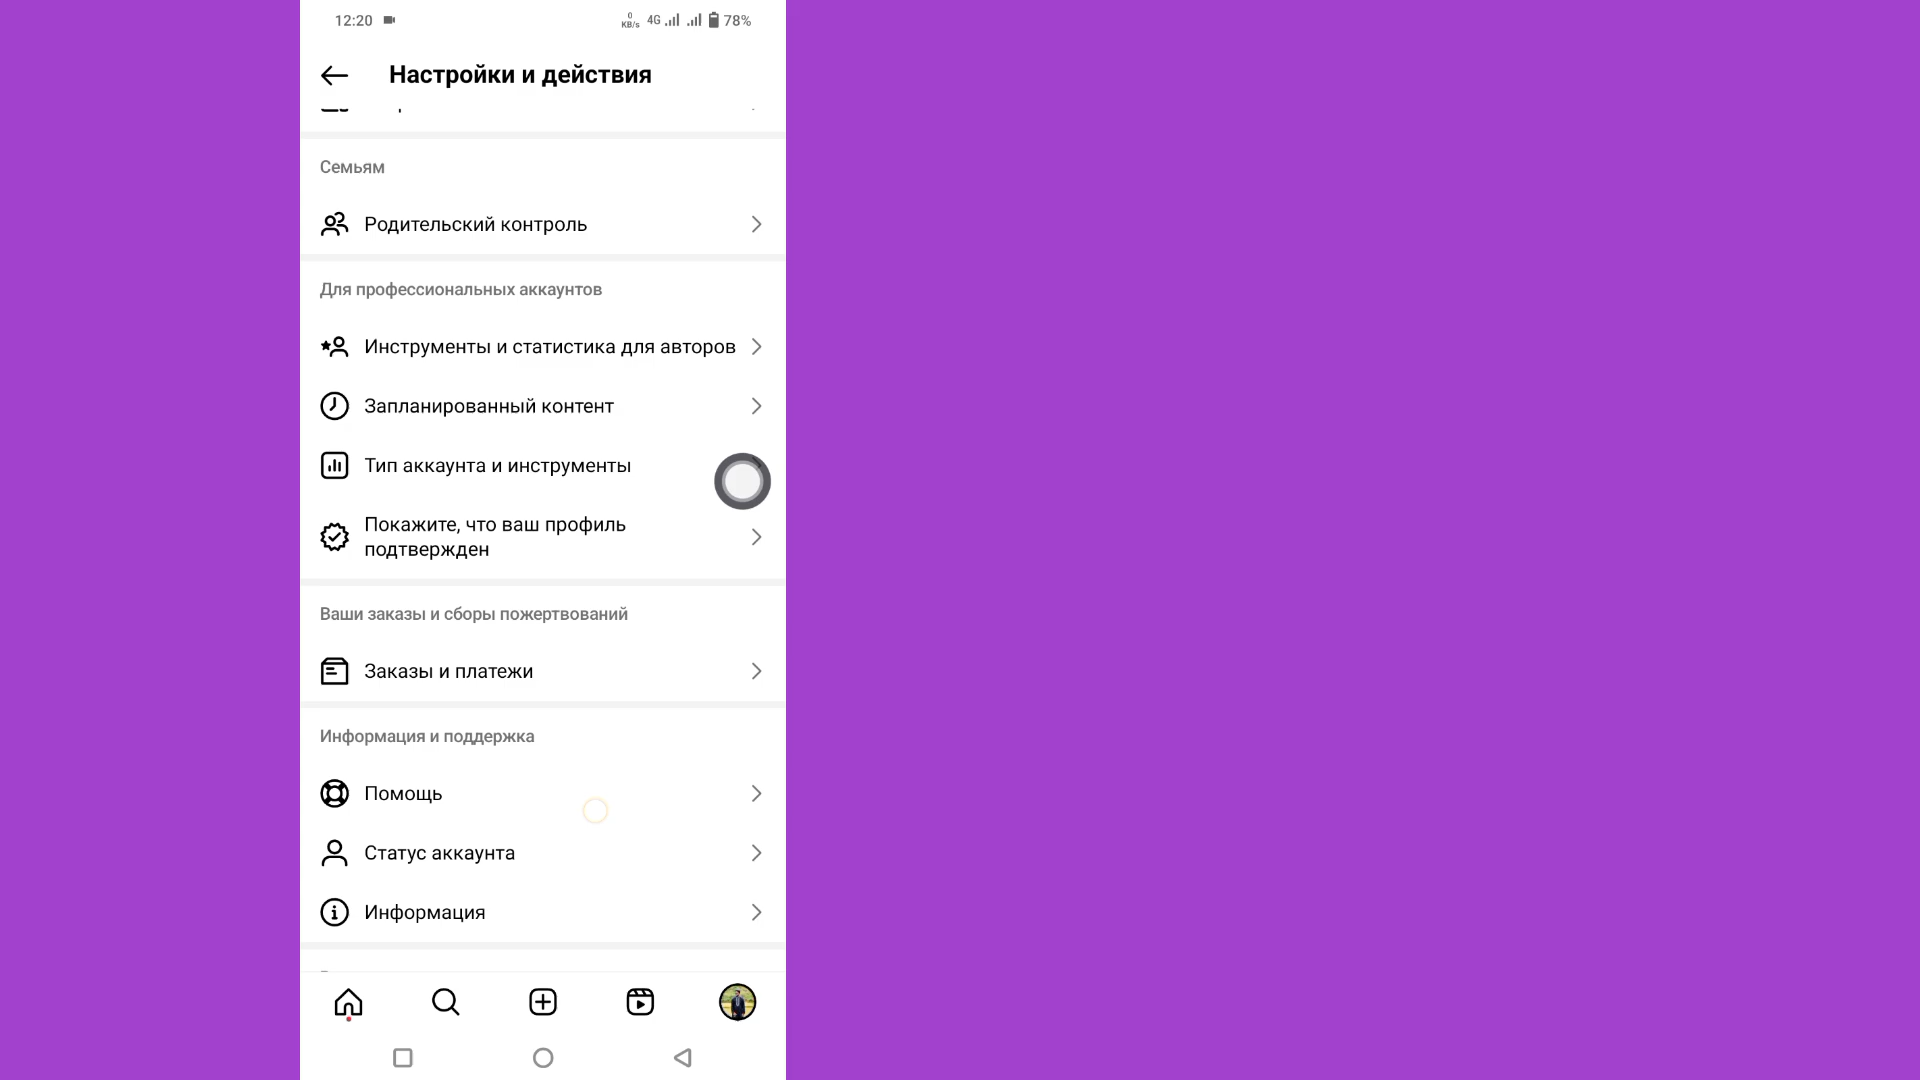 12:20
0
KB/s
4G
78%
Настройки и действия
Семьям
Родительский контроль
Для профессиональных аккаунтов
Инструменты и статистика для авторов
Запланированный контент
Тип аккаунта и инструменты
Покажите, что ваш профиль
подтвержден
Ваши заказы и сборы пожертвований
Заказы и платежи
Информация и поддержка
Помощь
Статус аккаунта
Информация